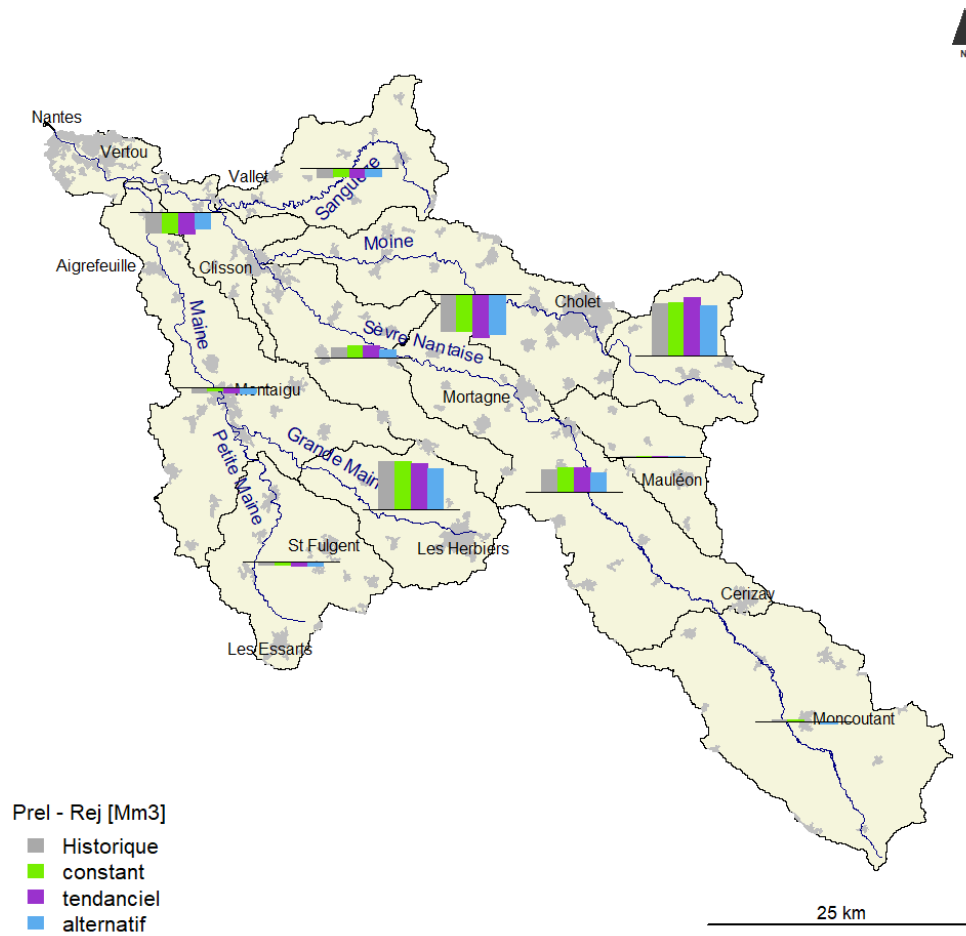 N
Nantes
Vertou
Vallet
Sanguèze
Moine
Aigrefeuille
Clisson
Cholet
Maine
Sèvre Nantaise
Montaigu
Mortagne
Petite Maine
Grande Maine
Mauléon
St Fulgent
Les Herbiers
Cerizay
Les Essarts
Moncoutant
Prel - Rej [Mm3]
Historique
constant
tendanciel
alternatif
25 km